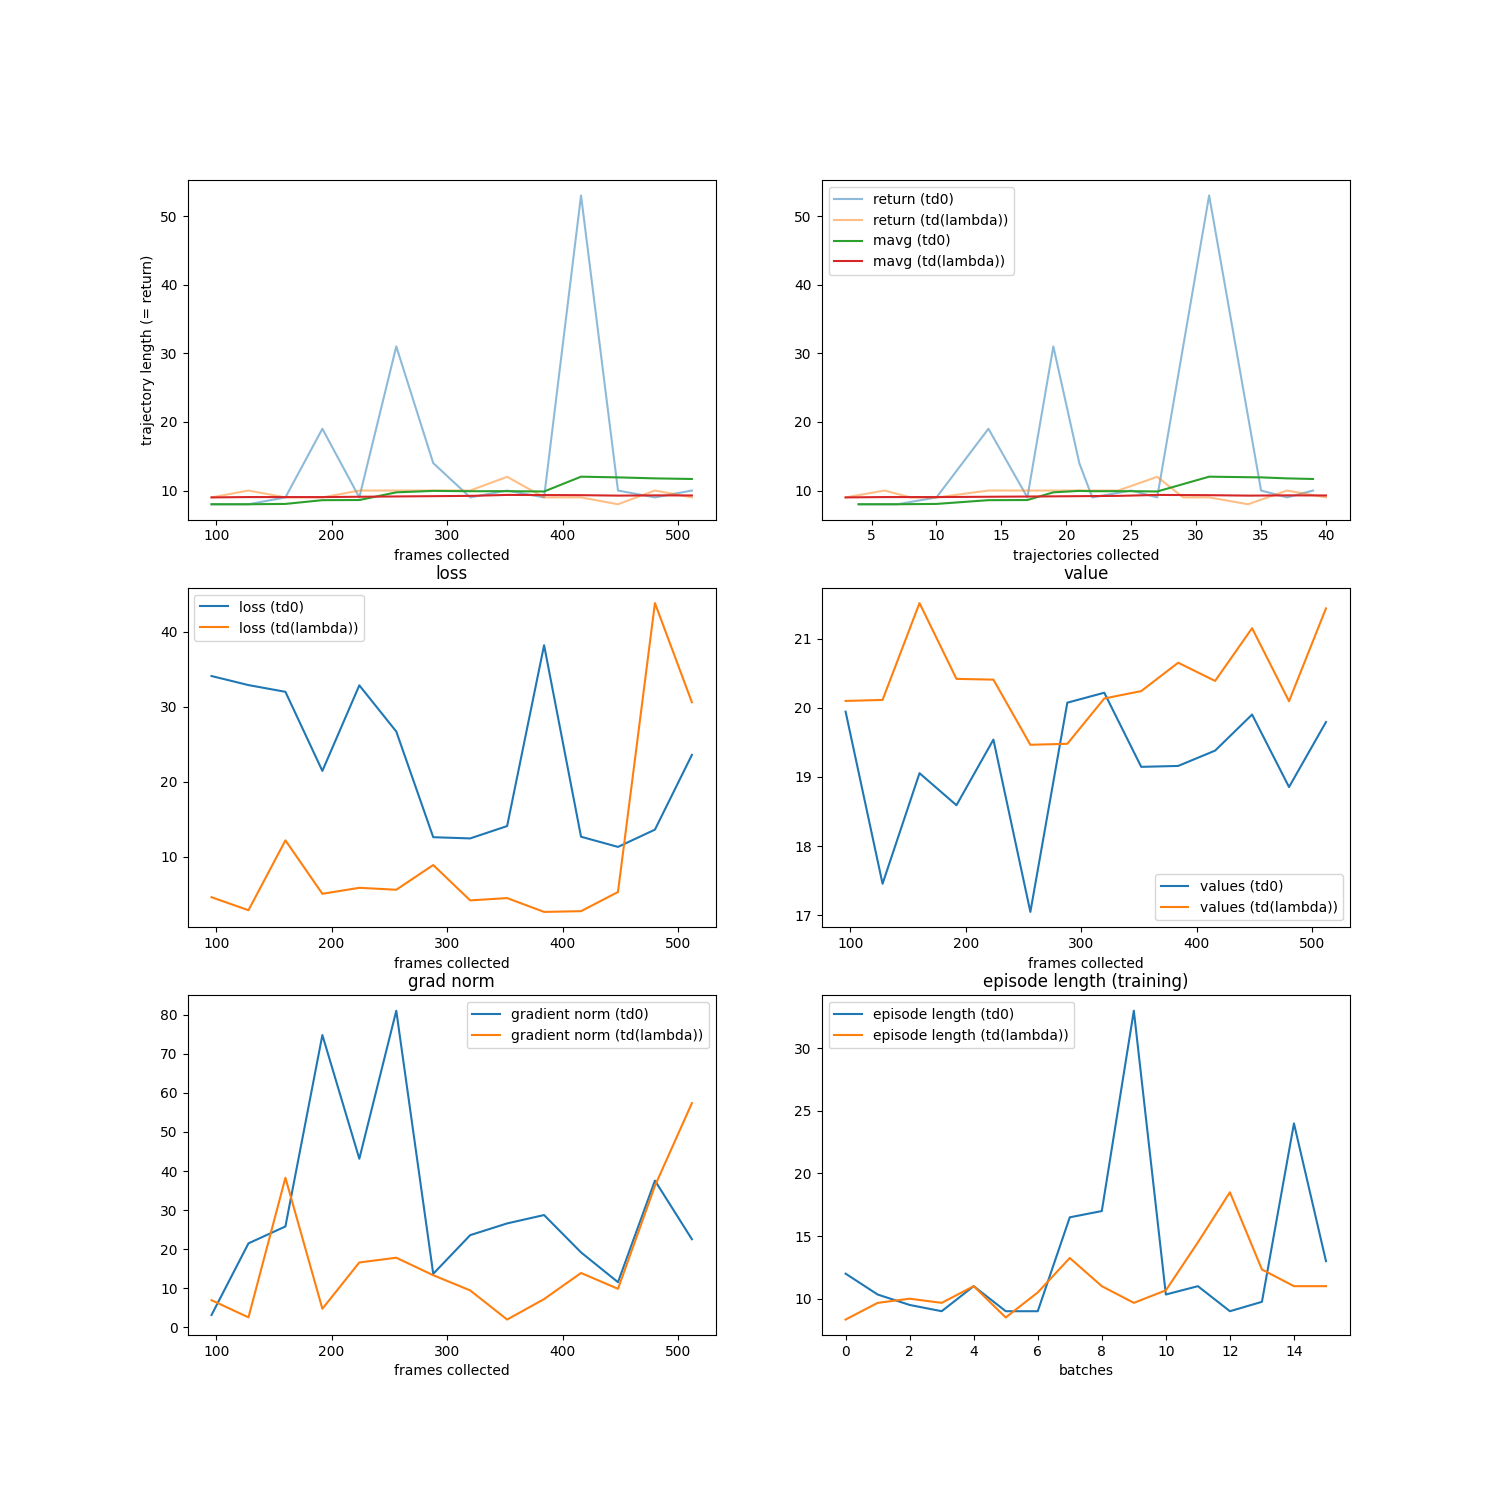 50
40
30
20
10
trajectory length (= return)
100 200 300 400 500
frames collected
return (td0)
return (td(lambda))
mavg (td0)
mavg (td(lambda))
50
40
30
20
10
5 10 15 20 25 30 35 40
trajectories collected
loss
loss (td0)
loss (td(lambda))
40
30
20
10
100 200 300 400 500
frames collected
value
21
20
19
18
17
values (td0)
values (td(lambda))
100 200 300 400 500
frames collected
grad norm
gradient norm (td0)
gradient norm (td(lambda))
80
70
60
50
40
30
20
10
0
100 200 300 400 500
frames collected
episode length (training)
episode length (td0)
episode length (td(lambda))
30
25
20
15
10
0 2 4 6 8 10 12 14
batches